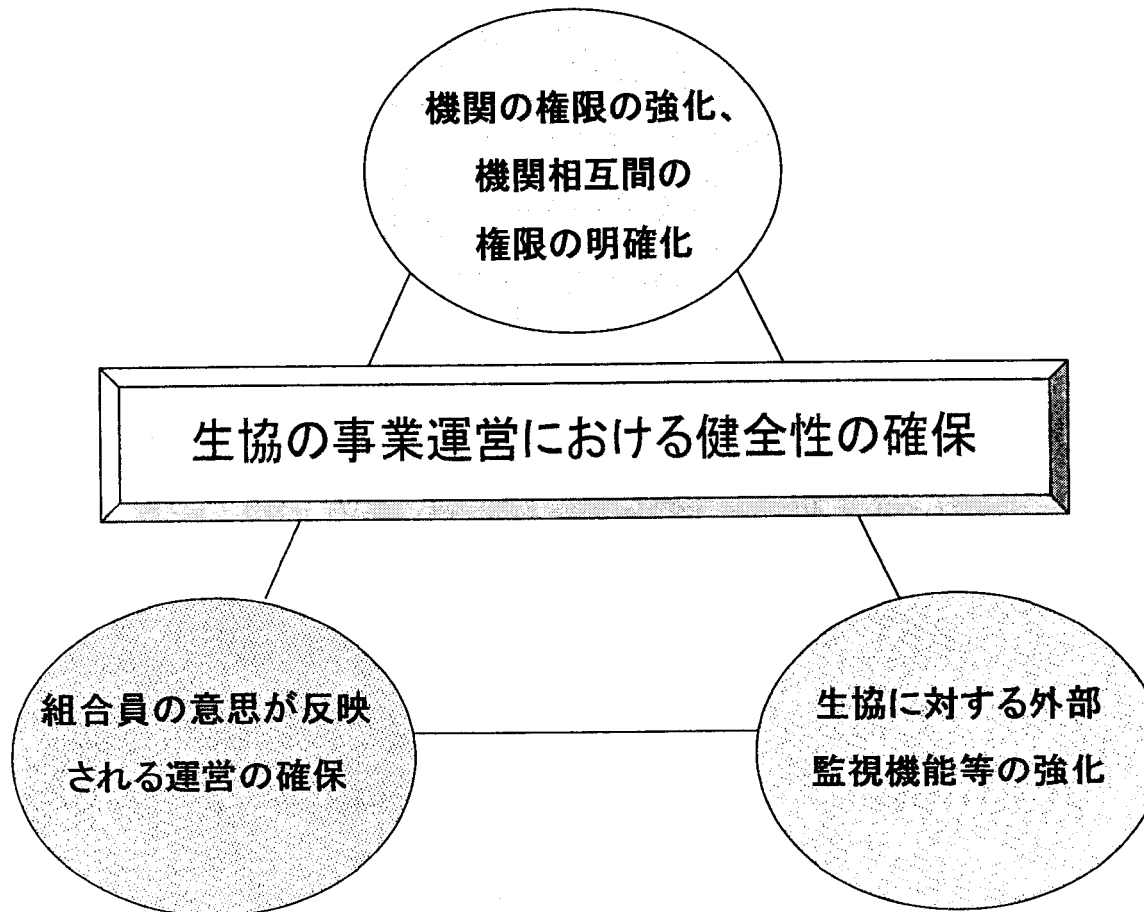 機関の権限の強化、
機関相互間の
権限の明確化
生協の事業運営における健全性の確保
組合員の意思が反映
される運営の確保
生協に対する外部
監視機能等の強化